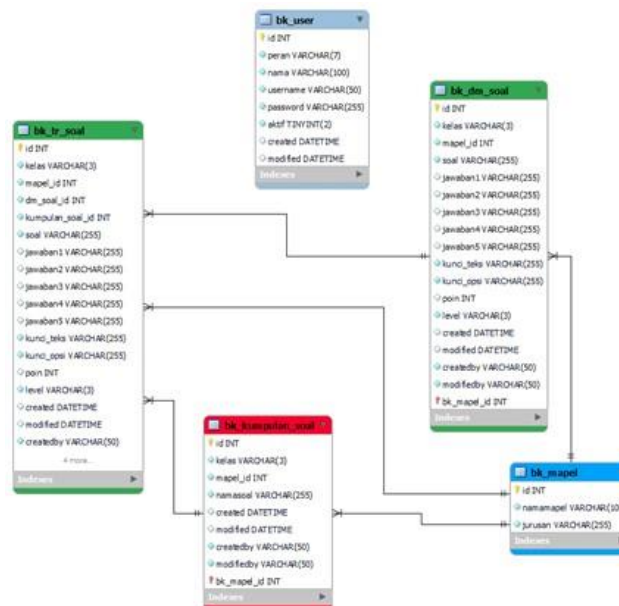 bk_user
id INT
peran VARCHAR(7)
nama VARCHAR(100)
username VARCHAR(50)
password VARCHAR(255)
aktif TINYINT(2)
created DATETIME
modified DATETIME
Indexes
bk_dm_soal
id INT
kelas VARCHAR(3)
mapel_id INT
soal VARCHAR(255)
jawaban1 VARCHAR(255)
jawaban2 VARCHAR(255)
jawaban3 VARCHAR(255)
jawaban4 VARCHAR(255)
jawaban5 VARCHAR(255)
kunci_teks VARCHAR(255)
kunci_opsi VARCHAR(255)
poin INT
level VARCHAR(3)
created DATETIME
modified DATETIME
createdby VARCHAR(50)
modifiedby VARCHAR(50)
bk_mapel_id INT
Indexes
bk_tr_soal
id INT
kelas VARCHAR(3)
mapel_id INT
dm_soal_id INT
kumpulan_soal_id INT
soal VARCHAR(255)
jawaban1 VARCHAR(255)
jawaban2 VARCHAR(255)
jawaban3 VARCHAR(255)
jawaban4 VARCHAR(255)
jawaban5 VARCHAR(255)
kunci_teks VARCHAR(255)
kunci_opsi VARCHAR(255)
poin INT
level VARCHAR(3)
created DATETIME
modified DATETIME
createdby VARCHAR(50)
4 more...
Indexes
bk_kumpulan_soal
id INT
kelas VARCHAR(3)
mapel_id INT
namasoal VARCHAR(255)
created DATETIME
modified DATETIME
createdby VARCHAR(50)
modifiedby VARCHAR(50)
bk_mapel_id INT
Indexes
bk_mapel
id INT
namamapel VARCHAR(10
jurusan VARCHAR(255)
Indexes